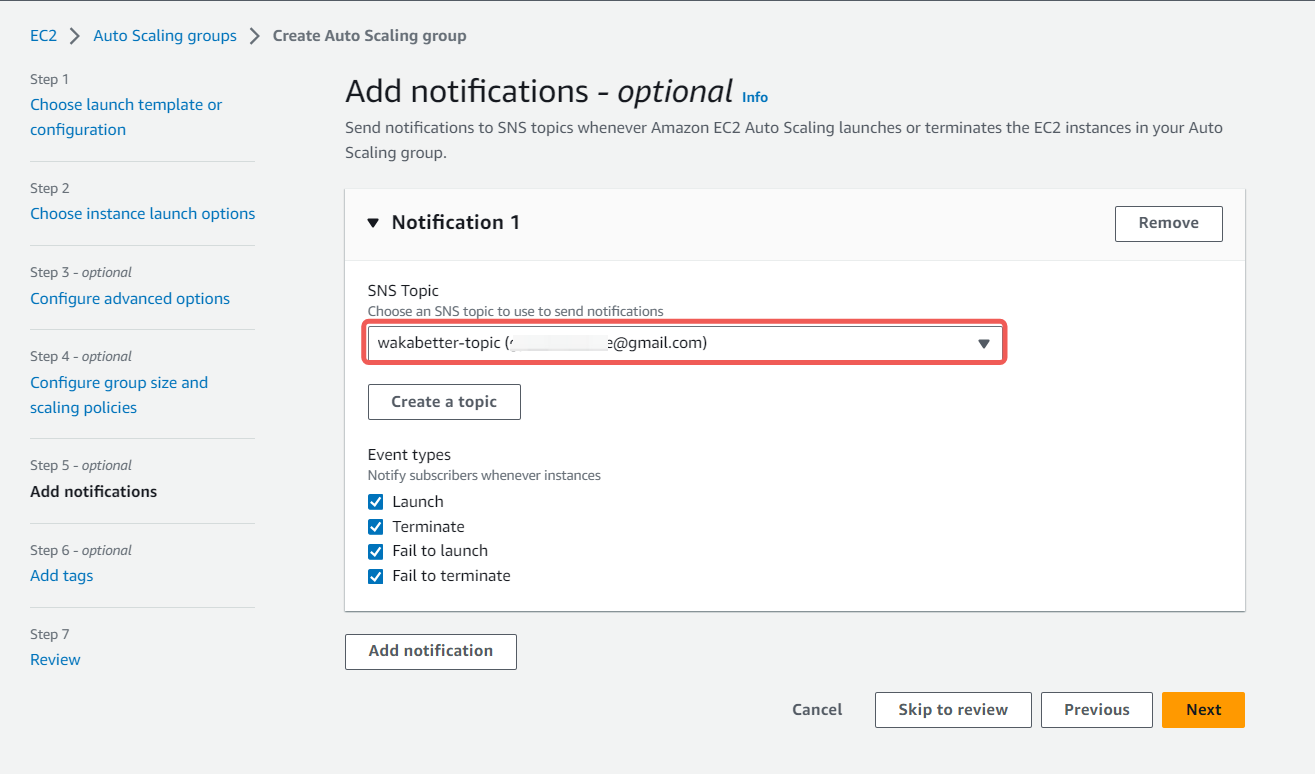 EC2 > Auto Scaling groups > Create Auto Scaling group
Step 1
Choose launch template or
configuration
Step 2
Choose instance launch options
Step 3 - optional
Configure advanced options
Step 4 - optional
Configure group size and
scaling policies
Step 5 - optional
Add notifications
Step 6 - optional
Add tags
Step 7
Review
Add notifications - optional Info
Send notifications to SNS topics whenever Amazon EC2 Auto Scaling launches or terminates the EC2 instances in your Auto
Scaling group.
Notification 1
Remove
SNS Topic
Choose an SNS topic to use to send notifications
wakabetter-topic ( e@gmail.com)
Create a topic
Event types
Notify subscribers whenever instances
Launch
Terminate
Fail to launch
Fail to terminate
Add notification
Cancel
Skip to review
Previous
Next